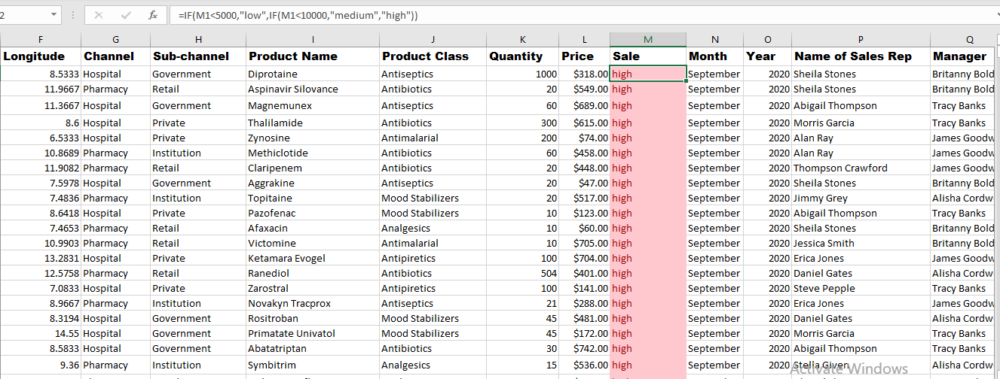 2 fx =IF(M1<5000,"low",IF(M1<10000,"medium","high"))
F G H I J K L M N O P Q
Longitude Channel Sub-channel Product Name Product Class Quantity Price Sale Month Year Name of Sales Rep Manager
8.5333 Hospital Government Diprotaine Antiseptics 1000 $318.00 high September 2020 Sheila Stones Britanny Bold
11.9667 Pharmacy Retail Aspinavir Silovance Antibiotics 20 $549.00 high September 2020 Sheila Stones Britanny Bold
11.3667 Hospital Government Magnemunex Antiseptics 60 $689.00 high September 2020 Abigail Thompson Tracy Banks
8.6 Hospital Private Thalilamide Antibiotics 300 $615.00 high September 2020 Morris Garcia Tracy Banks
6.5333 Hospital Private Zynosine Antimalarial 200 $74.00 high September 2020 Alan Ray James Goodw
10.8689 Pharmacy Institution Methiclotide Antibiotics 60 $458.00 high September 2020 Alan Ray James Goodw
11.9082 Pharmacy Retail Claripenem Antibiotics 20 $448.00 high September 2020 Thompson Crawford James Goodw
7.5978 Hospital Government Aggrakine Antiseptics 20 $47.00 high September 2020 Sheila Stones Britanny Bold
7.4836 Pharmacy Institution Topitaine Mood Stabilizers 20 $517.00 high September 2020 Jimmy Grey Alisha Cordw
8.6418 Hospital Private Pazofenac Mood Stabilizers 10 $123.00 high September 2020 Abigail Thompson Tracy Banks
7.4653 Pharmacy Retail Afaxacin Analgesics 10 $60.00 high September 2020 Sheila Stones Britanny Bold
10.9903 Pharmacy Retail Victomine Antimalarial 10 $705.00 high September 2020 Jessica Smith Britanny Bold
13.2831 Hospital Private Ketamara Evogel Antipiretics 100 $704.00 high September 2020 Erica Jones James Goodw
12.5758 Pharmacy Retail Ranediol Antibiotics 504 $401.00 high September 2020 Daniel Gates Alisha Cordw
7.0833 Hospital Private Zarostral Antipiretics 100 $141.00 high September 2020 Steve Pepple Tracy Banks
8.9667 Pharmacy Institution Novakyn Tracprox Antiseptics 21 $288.00 high September 2020 Erica Jones James Goodw
8.3194 Hospital Government Rositroban Mood Stabilizers 45 $481.00 high September 2020 Daniel Gates Alisha Cordw
14.55 Hospital Government Primatate Univatol Mood Stabilizers 45 $172.00 high September 2020 Morris Garcia Tracy Banks
8.5833 Hospital Government Abatatriptan Antibiotics 30 $742.00 high September 2020 Abigail Thompson Tracy Banks
9.36 Pharmacy Institution Symbitrim Analgesics 15 $536.00 high September 2020 Stella Given Alisha Cordw
Activate Windows